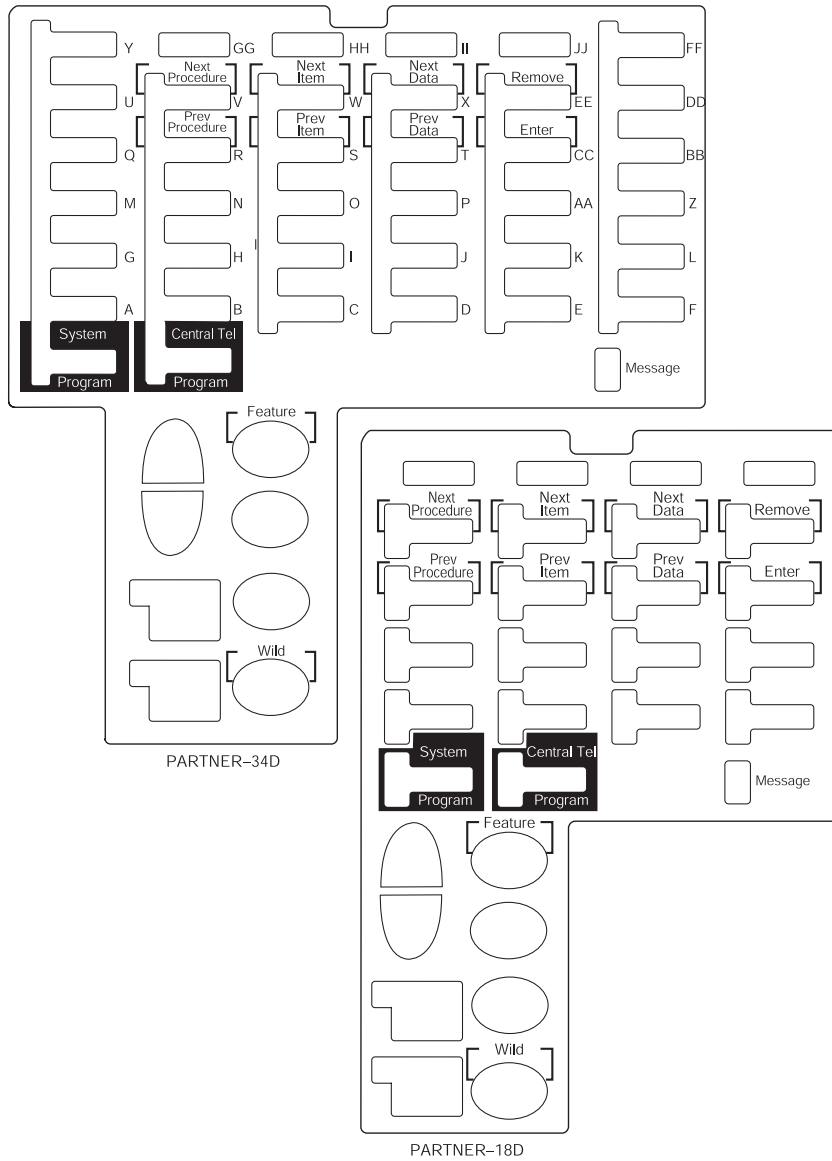 Y GG HH II JJ FF
Next Procedure Next Item Next Data Remove
U V W X EE DD
Prev Procedure Prev Item Prev Data Enter
Q R S T CC BB
M N O P AA Z
G H I J K L
A B C D E F
System Program Central Tel Program
Message
Feature
Wild
PARTNER–34D
Next Procedure Next Item Next Data Remove
Prev Procedure Prev Item Prev Data Enter
System Program Central Tel Program
Message
Feature
Wild
PARTNER–18D